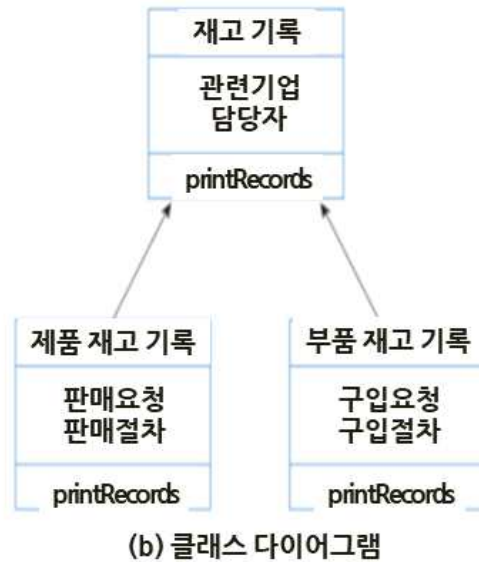 재고 기록
관련기업
담당자
printRecords
제품 재고 기록
판매요청
판매절차
printRecords
부품 재고 기록
구입요청
구입절차
printRecords
(b) 클래스 다이어그램